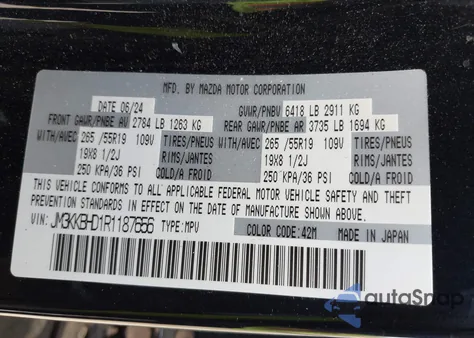 MFD. BY MAZDA MOTOR CORPORATION
DATE 06/24 GVWR/PNBV 6418 LB 2911 KG
FRONT GAWR/PNBE AV 2784 LB 1263 KG REAR GAWR/PNBE AR 3735 LB 1694 KG
WITH/AVEC 265 /55R19 109V TIRES/PNEUS WITH/AVEC 265 /55R19 109V TIRES/PNEUS
19X8 1/2J RIMS/JANTES 19X8 1/2J RIMS/JANTES
250 KPA/36 PSI COLD/A FROID 250 KPA/36 PSI COLD/A FROID
THIS VEHICLE CONFORMS TO ALL APPLICABLE FEDERAL MOTOR VEHICLE SAFETY AND THEFT
PREVENTION STANDARDS IN EFFECT ON THE DATE OF MANUFACTURE SHOWN ABOVE.
VIN: JM3KKBHD1R1187656 TYPE:MPV COLOR CODE:42M MADE IN JAPAN
autoSnap